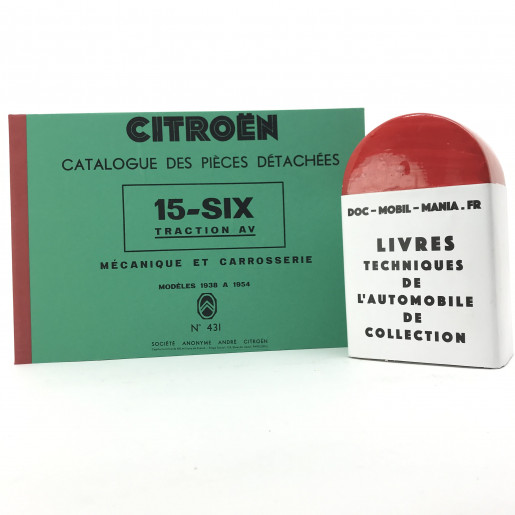 CITROËN
CATALOGUE DES PIÈCES DÉTACHÉES
15-SIX
TRACTION AV
MÉCANIQUE ET CARROSSERIE
MODÈLES 1938 A 1954
N° 431
SOCIÉTÉ ANONYME ANDRÉ CITROËN
DOC-MOBIL-MANIA.FR
LIVRES
TECHNIQUES
DE
L'AUTOMOBILE
DE
COLLECTION